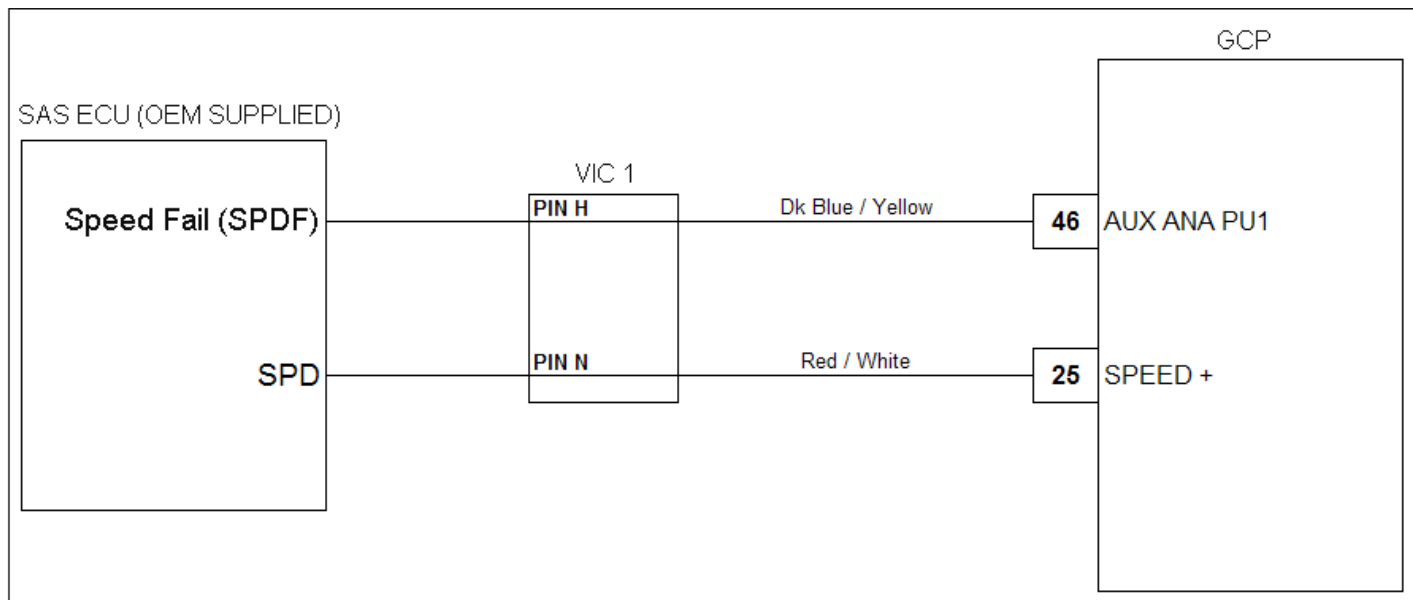 GCP
SAS ECU (OEM SUPPLIED)
VIC 1
Speed Fail (SPDF) PIN H Dk Blue / Yellow 46 AUX ANA PU1
SPD PIN N Red / White 25 SPEED +